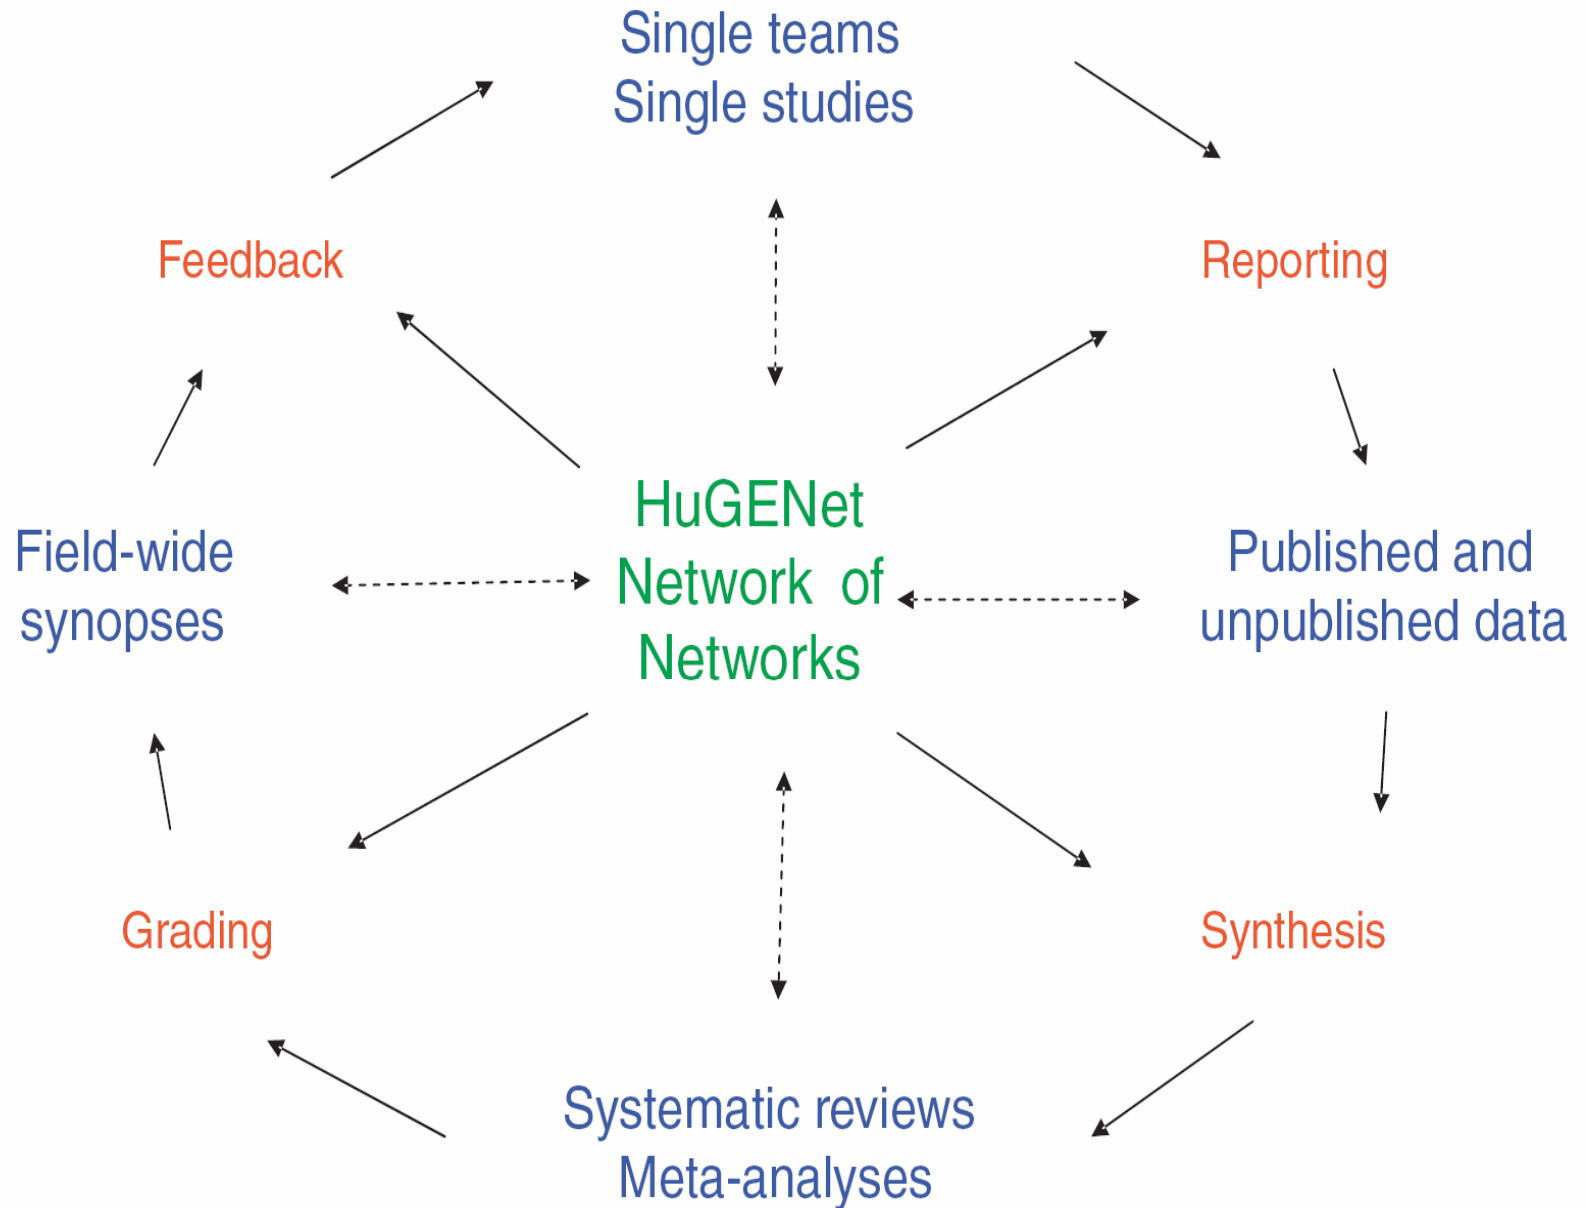 Single teams
Single studies
Feedback
Reporting
HuGENet
Network of
Networks
Field-wide
synopses
Published and
unpublished data
Grading
Synthesis
Systematic reviews
Meta-analyses